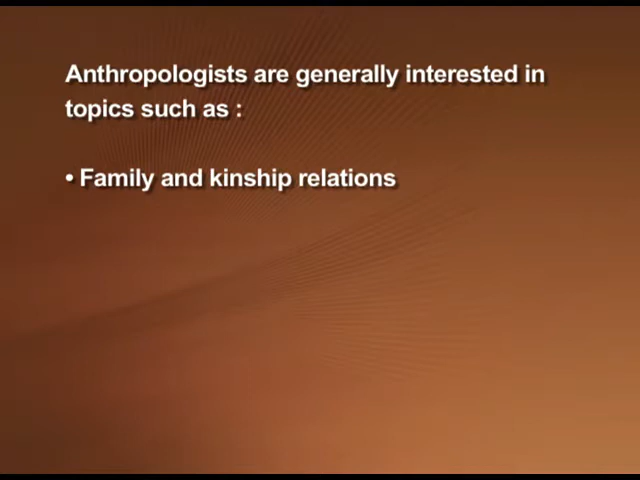 Anthropologists are generally interested in
topics such as :
• Family and kinship relations